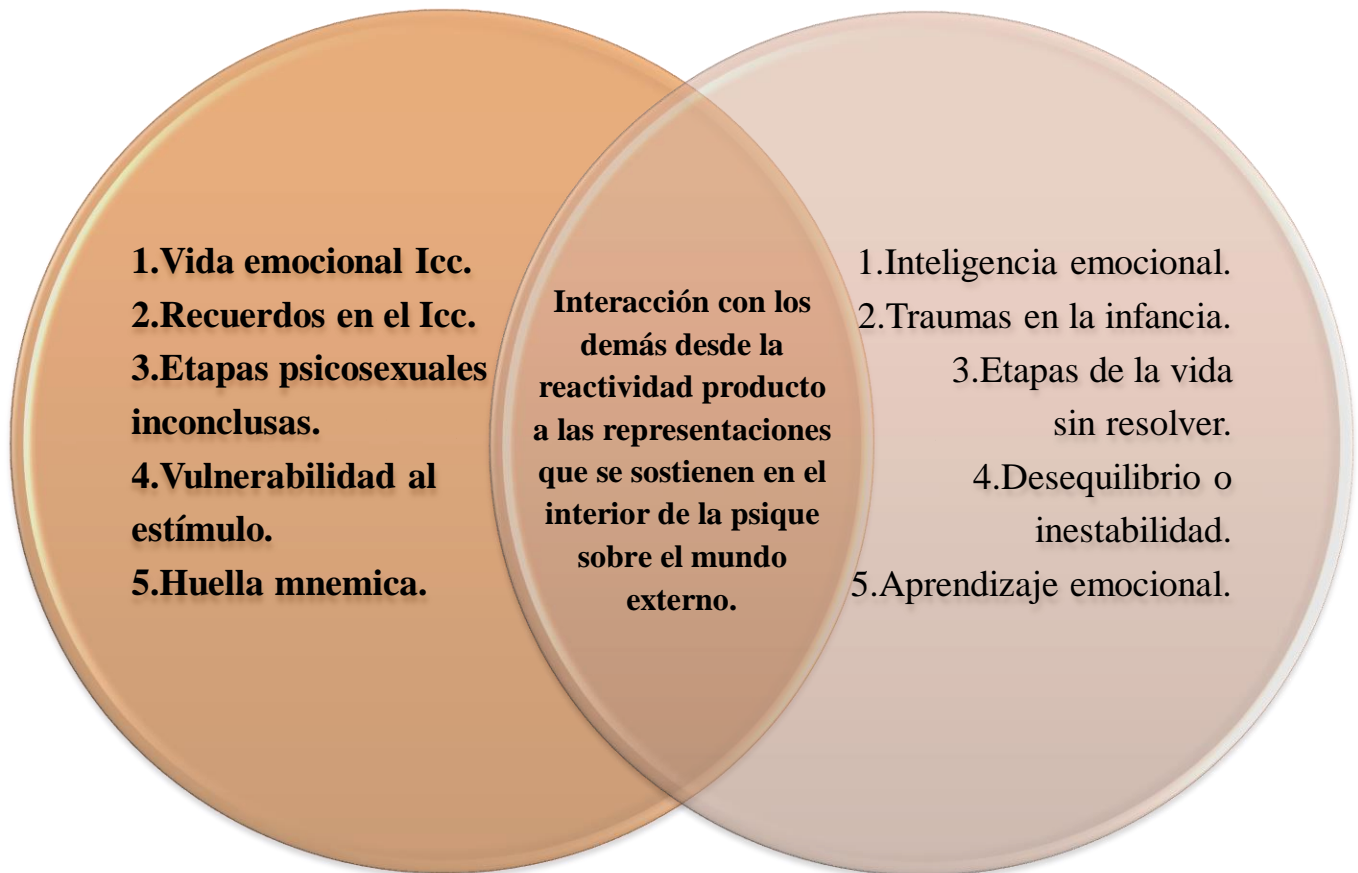 1.Vida emocional Icc.
2.Recuerdos en el Icc.
3.Etapas psicosexuales
inconclusas.
4.Vulnerabilidad al
estímulo.
5.Huella mnemica.
Interacción con los
demás desde la
reactividad producto
a las representaciones
que se sostienen en el
interior de la psique
sobre el mundo
externo.
1.Inteligencia emocional.
2.Traumas en la infancia.
3.Etapas de la vida
sin resolver.
4.Desequilibrio o
inestabilidad.
5.Aprendizaje emocional.